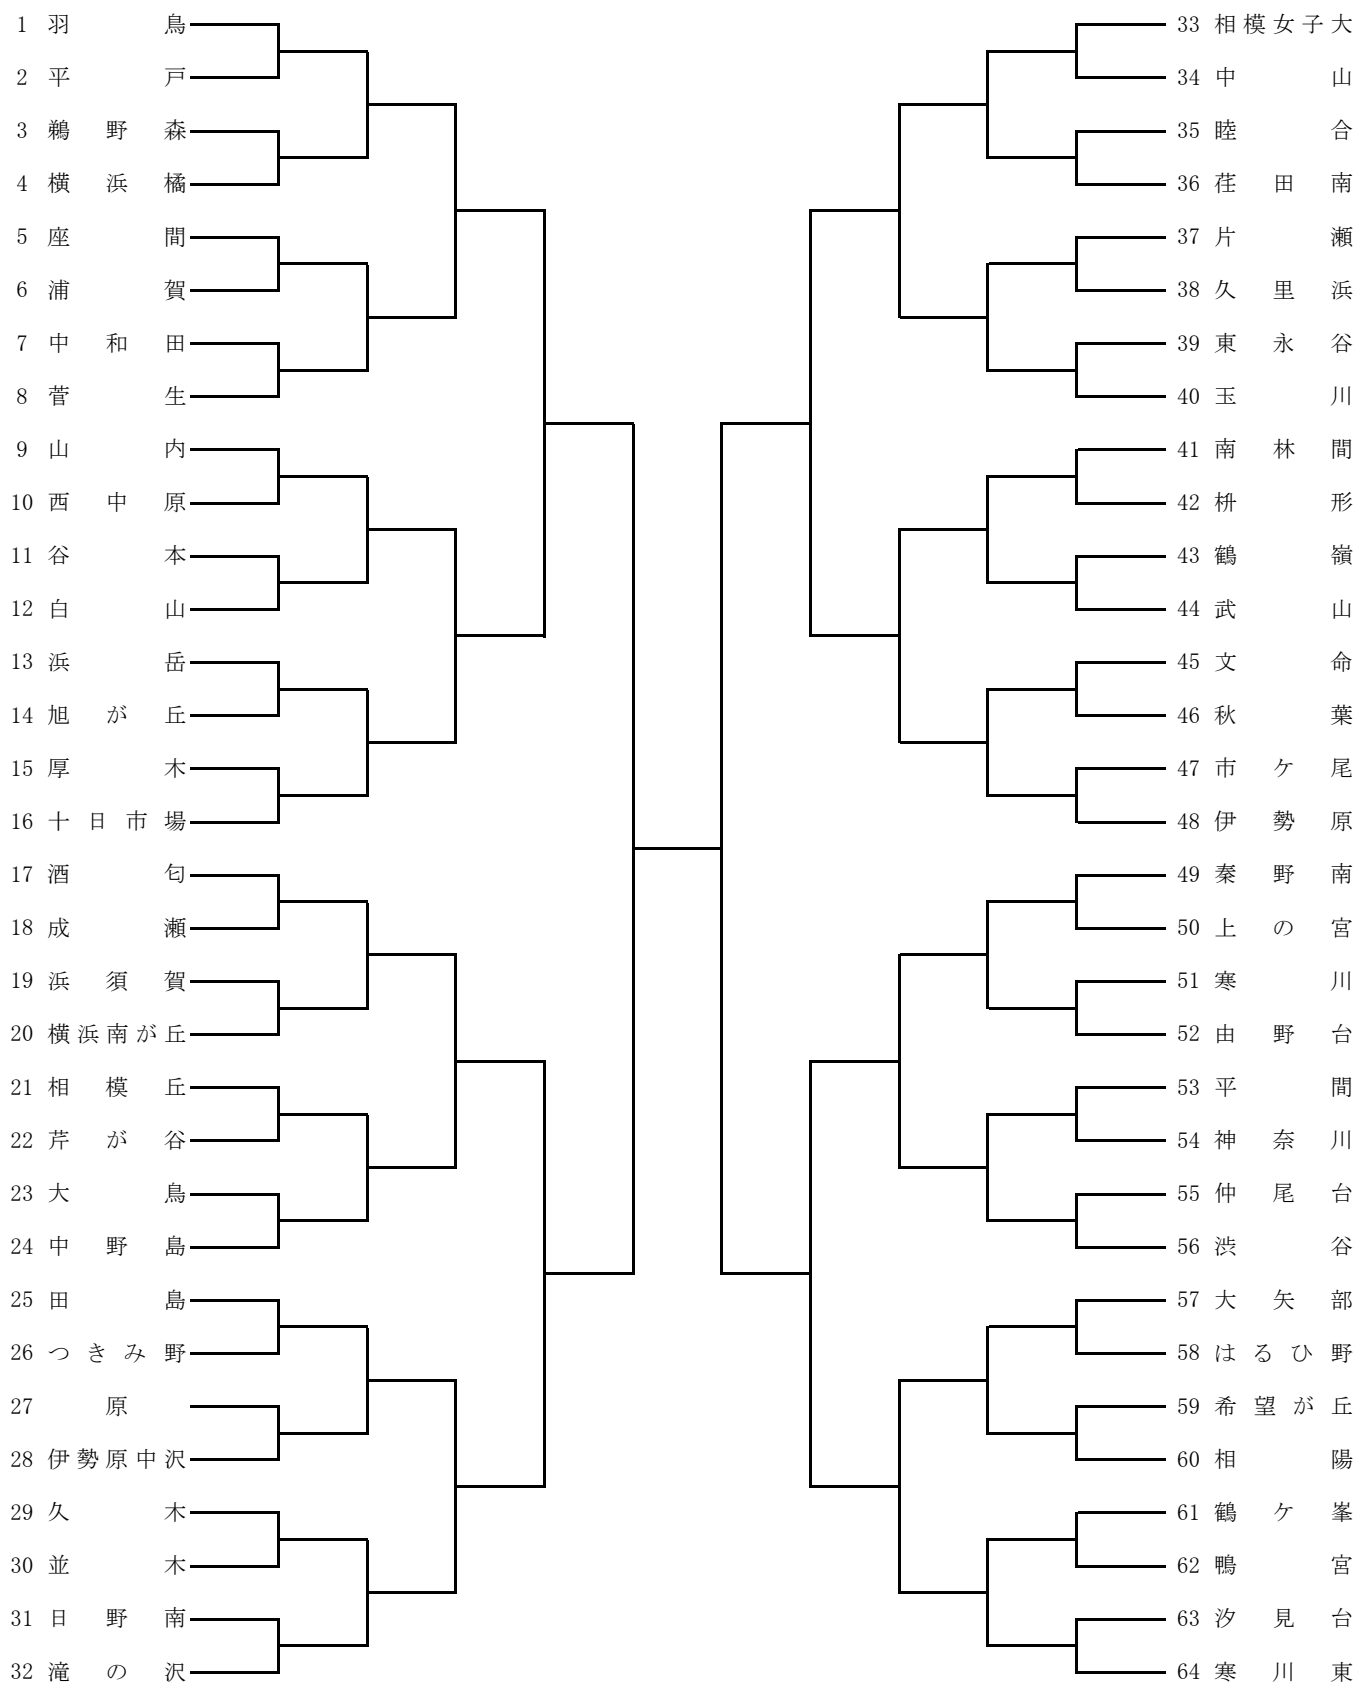 1 羽鳥
2 平戸
3 鵜野森
4 横浜橘
5 座間
6 浦賀
7 中和田
8 菅生
9 山内
10 西中原
11 谷本
12 白山
13 浜岳
14 旭が丘
15 厚木
16 十日市場
17 酒匂
18 成瀬
19 浜須賀
20 横浜南が丘
21 相模丘
22 芹が谷
23 大鳥
24 中野島
25 田島
26 つきみ野
27 原
28 伊勢原中沢
29 久木
30 並木
31 日野南
32 滝の沢
33 相模女子大
34 中山
35 睦合
36 荏田南
37 片瀬
38 久里浜
39 東永谷
40 玉川
41 南林間
42 枡形
43 鶴嶺
44 武山
45 文命
46 秋葉
47 市ケ尾
48 伊勢原
49 秦野南
50 上の宮
51 寒川
52 由野台
53 平間
54 神奈川
55 仲尾台
56 渋谷
57 大矢部
58 はるひ野
59 希望が丘
60 相陽
61 鶴ケ峯
62 鴨宮
63 汐見台
64 寒川東